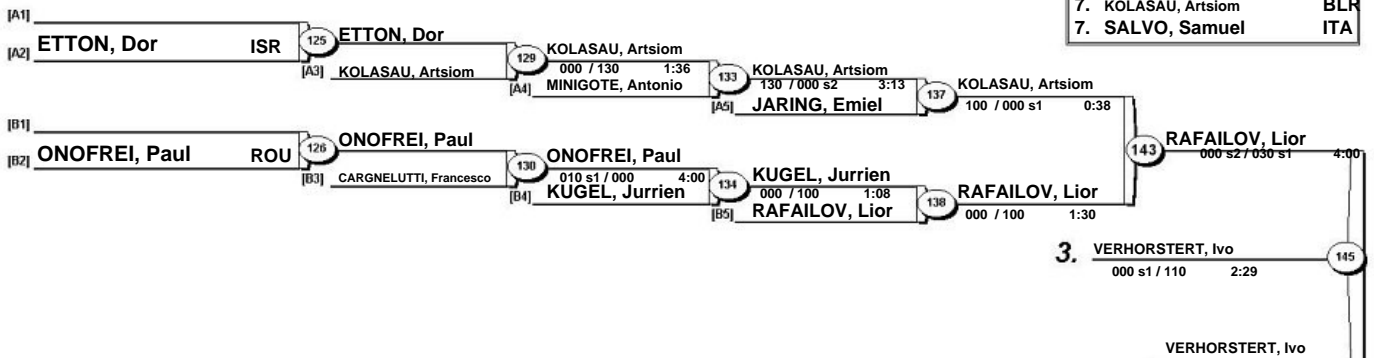 7. KOLASAU, Artsiom BLR
7. SALVO, Samuel ITA
[A1]
[A2] ETTON, Dor ISR
125
ETTON, Dor
[A3] KOLASAU, Artsiom
129
KOLASAU, Artsiom
000 / 130 1:36
[A4] MINIGOTE, Antonio
133
KOLASAU, Artsiom
130 / 000 s2 3:13
[A5] JARING, Emiel
137
KOLASAU, Artsiom
100 / 000 s1 0:38
[B1]
[B2] ONOFREI, Paul ROU
126
ONOFREI, Paul
[B3] CARGNELUTTI, Francesco
130
ONOFREI, Paul
010 s1 / 000 4:00
[B4] KUGEL, Jurrien
134
KUGEL, Jurrien
000 / 100 1:08
[B5] RAFAILOV, Lior
138
RAFAILOV, Lior
000 / 100 1:30
143
RAFAILOV, Lior
000 s2 / 030 s1 4:00
3. VERHORSTERT, Ivo
000 s1 / 110 2:29
145
VERHORSTERT, Ivo